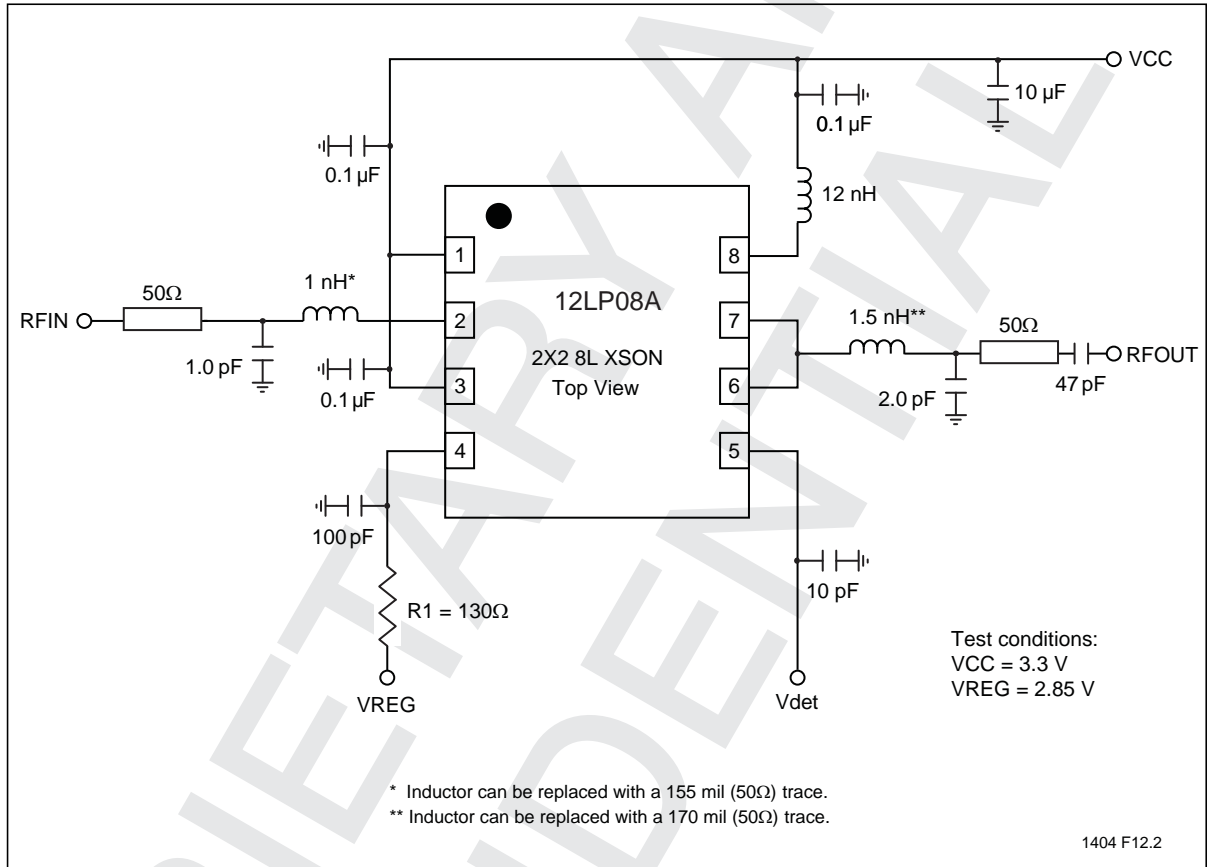 VCC
10 µF
0.1 µF
0.1 µF
12 nH
1
8
1 nH*
50Ω
12LP08A
RFIN
2
7
1.5 nH**
50Ω
2X2 8L XSON
RFOUT
1.0 pF
3
Top View
6
2.0 pF
47 pF
0.1 µF
4
5
100 pF
10 pF
R1 = 130Ω
Test conditions:
VCC = 3.3 V
VREG = 2.85 V
VREG
Vdet
* Inductor can be replaced with a 155 mil (50Ω) trace.
** Inductor can be replaced with a 170 mil (50Ω) trace.
1404 F12.2